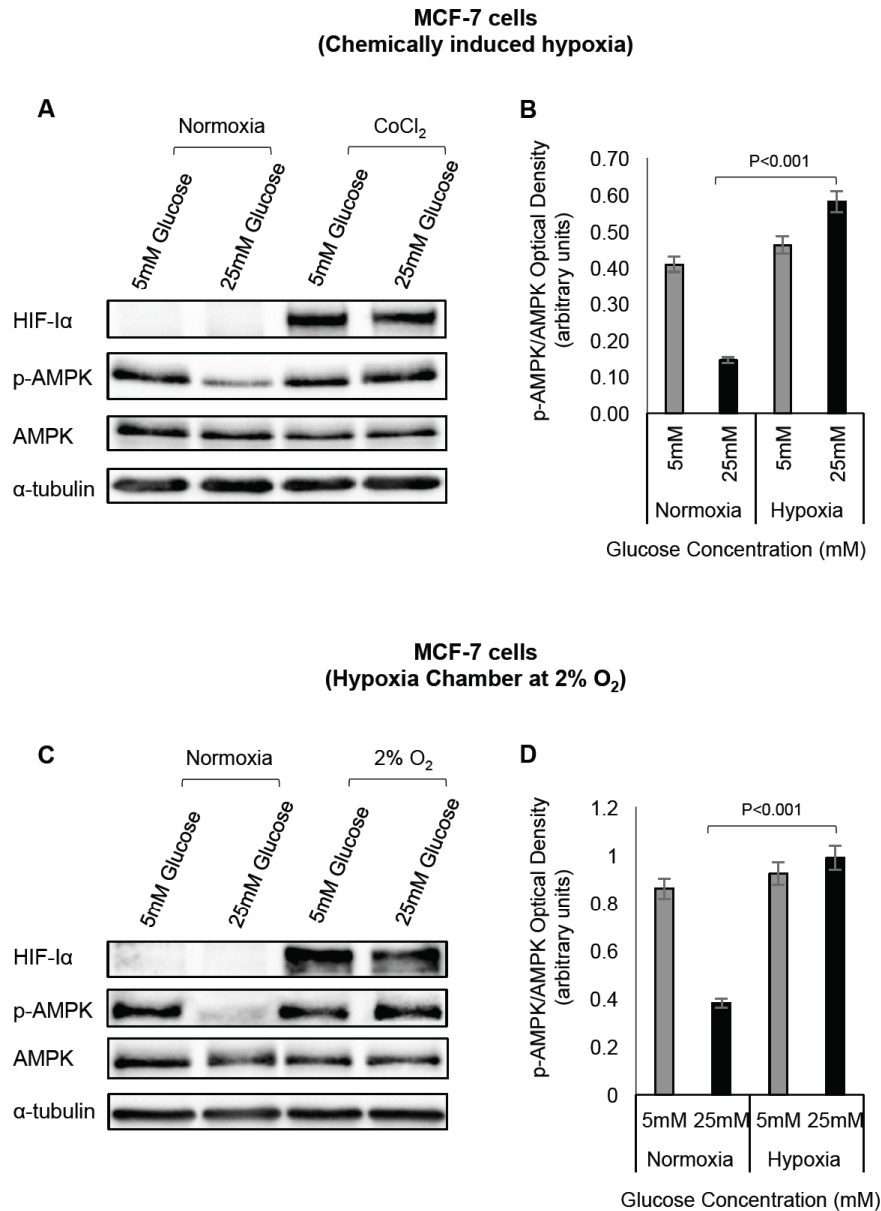 MCF-7 cells
(Chemically induced hypoxia)
A
Normoxia
CoCl₂
5mM Glucose
25mM Glucose
5mM Glucose
25mM Glucose
HIF-Iα
p-AMPK
AMPK
α-tubulin
B
p-AMPK/AMPK Optical Density
(arbitrary units)
P<0.001
0.70
0.60
0.50
0.40
0.30
0.20
0.10
0.00
5mM
25mM
5mM
25mM
Normoxia
Hypoxia
Glucose Concentration (mM)
MCF-7 cells
(Hypoxia Chamber at 2% O₂)
C
Normoxia
2% O₂
5mM Glucose
25mM Glucose
5mM Glucose
25mM Glucose
HIF-Iα
p-AMPK
AMPK
α-tubulin
D
p-AMPK/AMPK Optical Density
(arbitrary units)
P<0.001
1.2
1
0.8
0.6
0.4
0.2
0
5mM 25mM 5mM 25mM
Normoxia
Hypoxia
Glucose Concentration (mM)